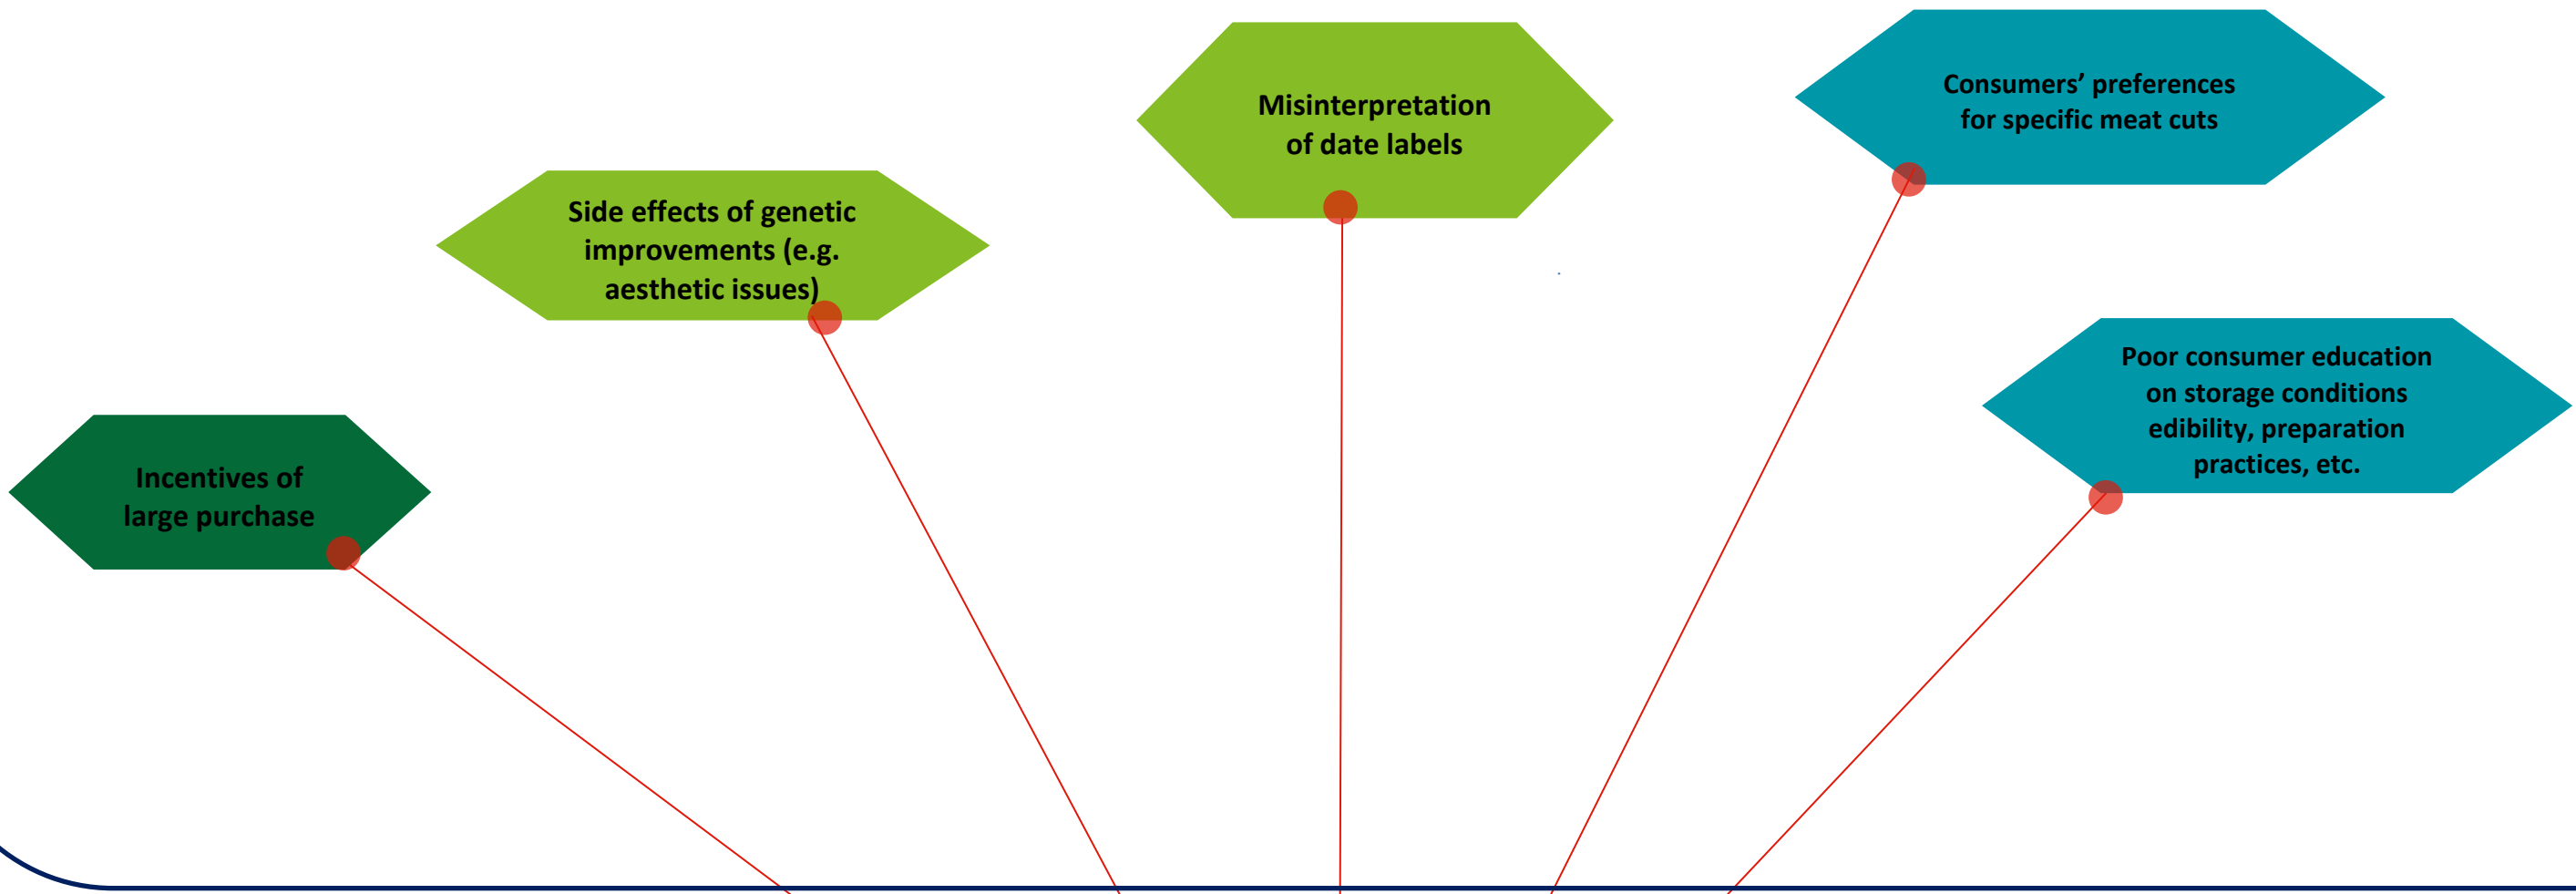 Incentives of
large purchase
Side effects of genetic
improvements (e.g.
aesthetic issues)
Misinterpretation
of date labels
Consumers’ preferences
for specific meat cuts
Poor consumer education
on storage conditions
edibility, preparation
practices, etc.